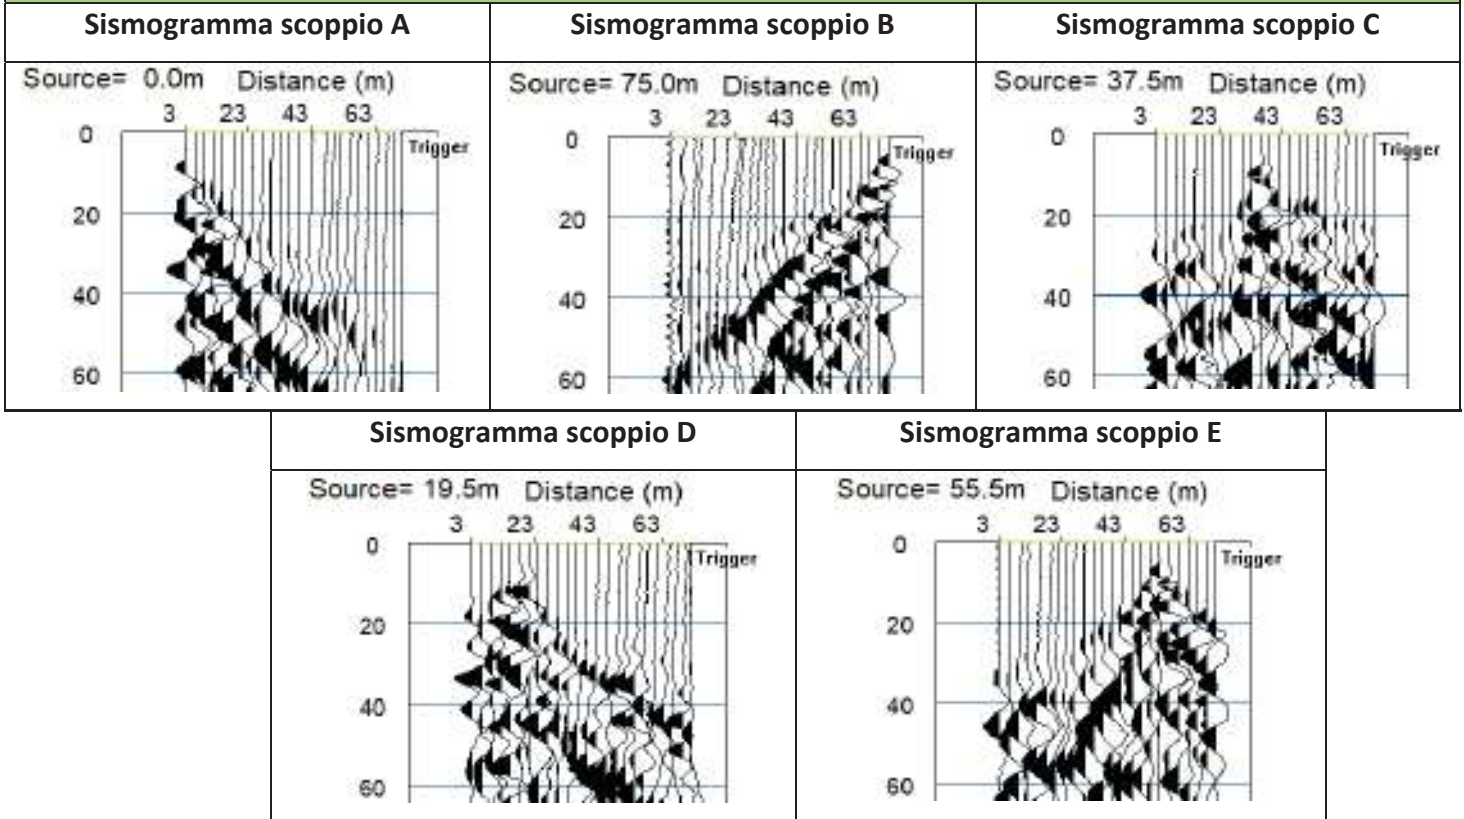 Sismogramma scoppio A
Sismogramma scoppio B
Sismogramma scoppio C
Source= 0.0m Distance (m)
3 23 43 63
0
Trigger
20
40
60
Source= 75.0m Distance (m)
3 23 43 63
0
Trigger
20
40
60
Source= 37.5m Distance (m)
3 23 43 63
0
Trigger
20
40
60
Sismogramma scoppio D
Sismogramma scoppio E
Source= 19.5m Distance (m)
3 23 43 63
0
Trigger
20
40
60
Source= 55.5m Distance (m)
3 23 43 63
0
Trigger
20
40
60